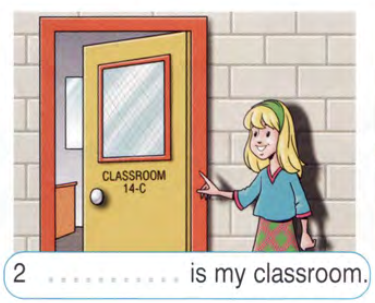 CLASSROOM
14-C
2 ............ is my classroom.